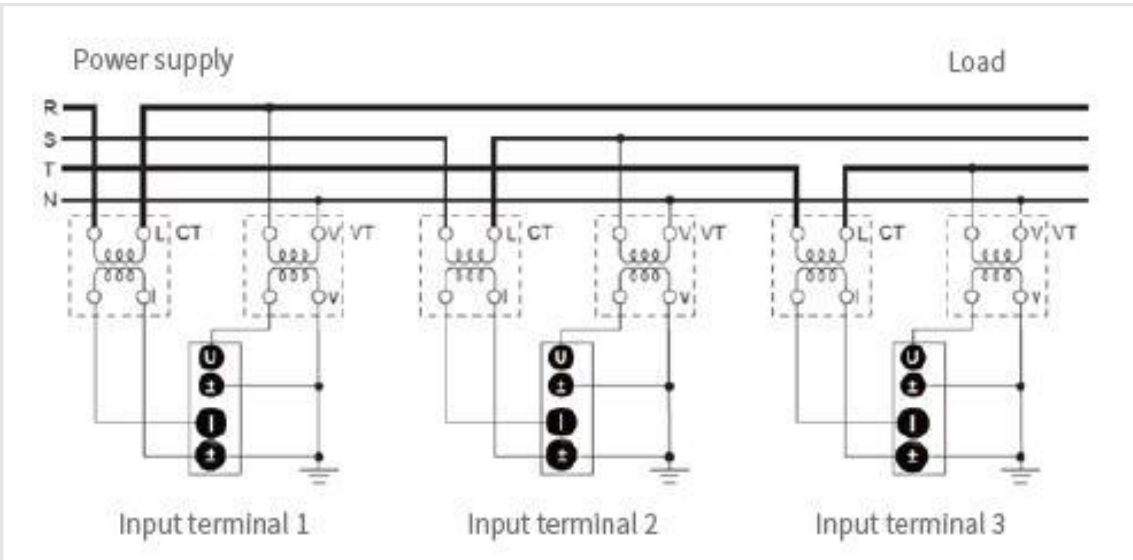 Power supply
Load
R
S
T
N
L CT
V VT
L CT
V VT
L CT
V VT
l
v
l
v
l
v
U
U
U
±
±
±
I
I
I
±
±
±
Input terminal 1
Input terminal 2
Input terminal 3